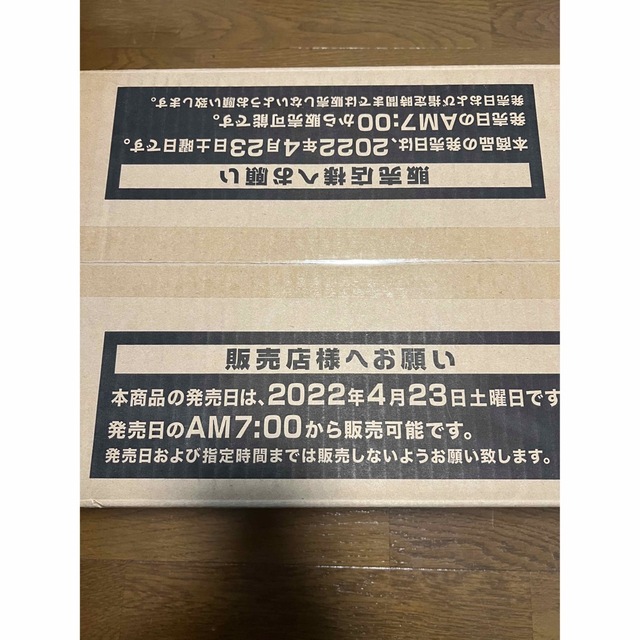 発売日および指定時間までは販売しないようお願い致します。
発売日のAM7:00から販売可能です。
本商品の発売日は、2022年4月23日土曜日です。
販売店様へお願い
販売店様へお願い
本商品の発売日は、2022年4月23日土曜日です
発売日のAM7:00から販売可能です。
発売日および指定時間までは販売しないようお願い致します。